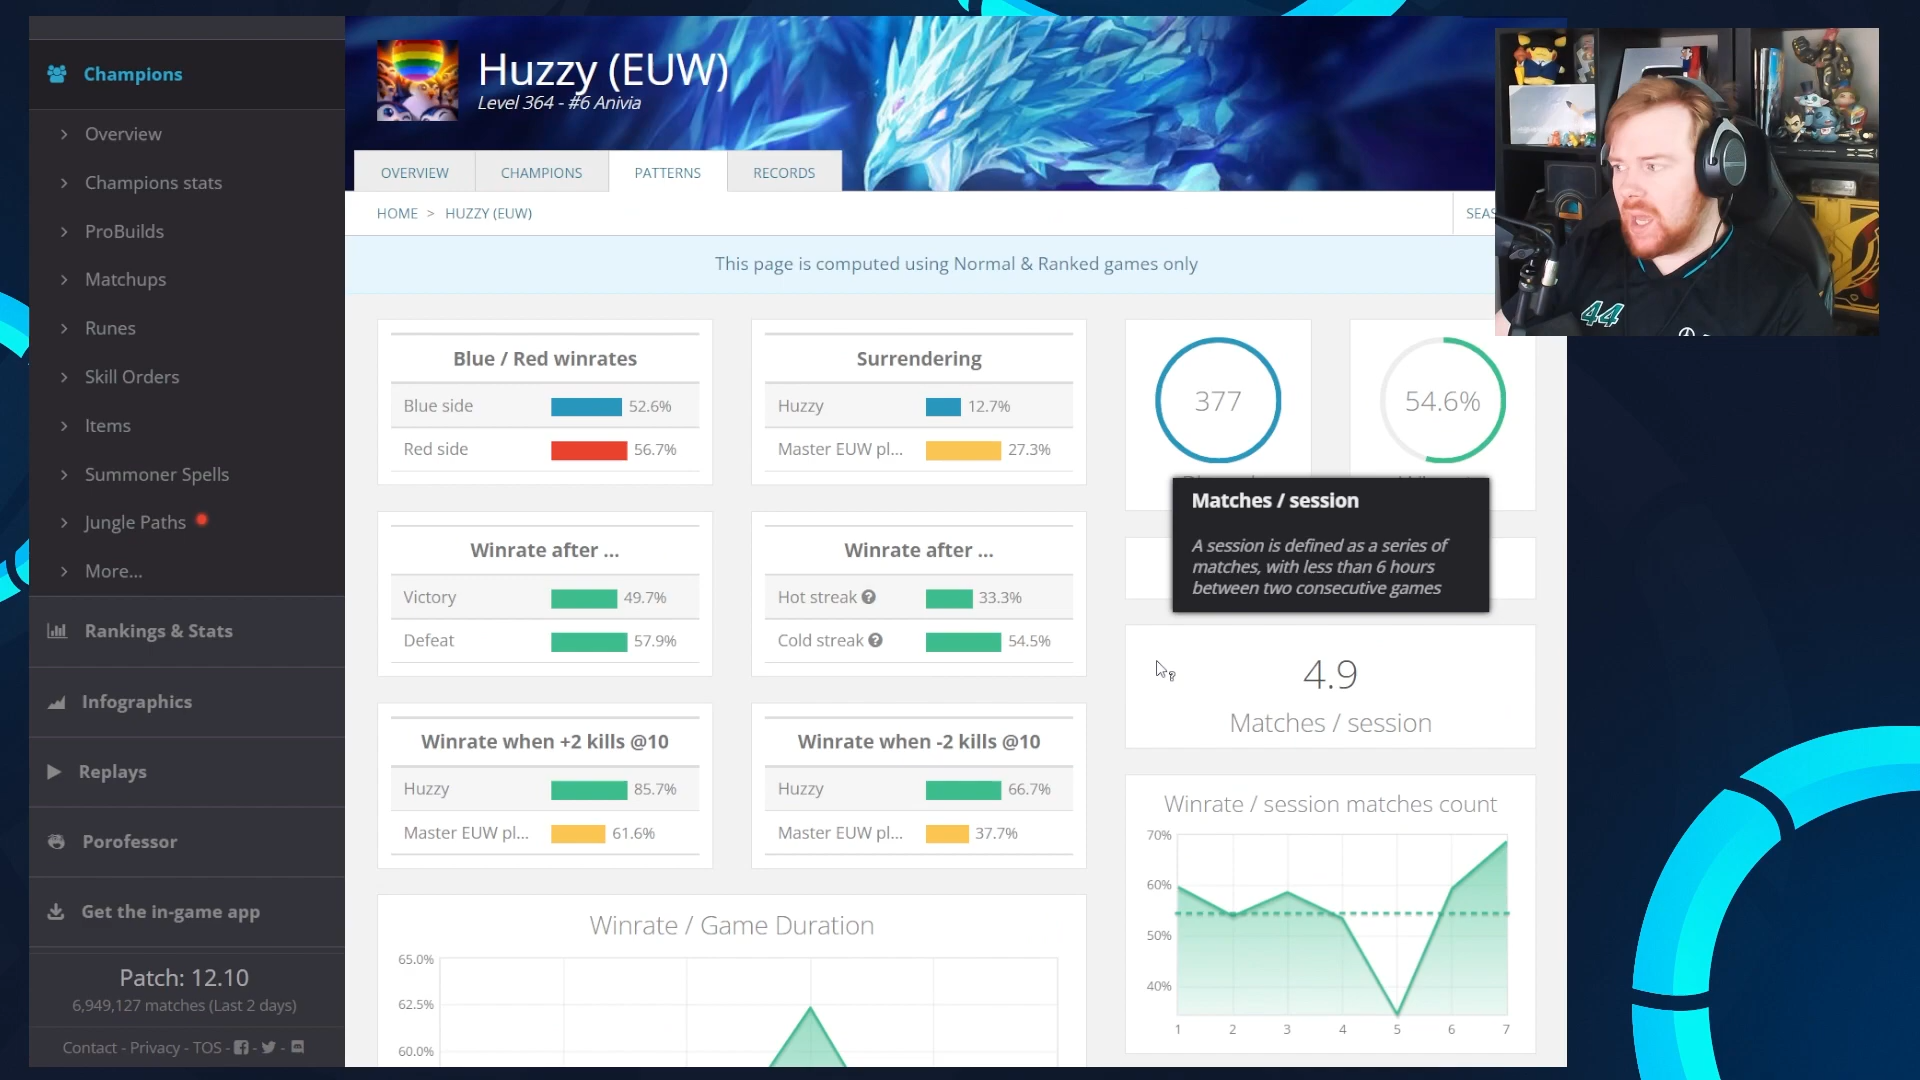 Champions
Overview
Champions stats
ProBuilds
Matchups
Runes
Skill Orders
Items
Summoner Spells
Jungle Paths
More...
Rankings & Stats
Infographics
Replays
Porofessor
Get the in-game app
Patch: 12.10
6,949,127 matches (Last 2 days)
Contact - Privacy - TOS - - -
Huzzy (EUW)
Level 364 - #6 Anivia
OVERVIEW CHAMPIONS PATTERNS RECORDS
HOME > HUZZY (EUW)
SEAS
This page is computed using Normal & Ranked games only
Blue / Red winrates
Blue side 52.6%
Red side 56.7%
Surrendering
Huzzy 12.7%
Master EUW pl... 27.3%
377
54.6%
Winrate after ...
Victory 49.7%
Defeat 57.9%
Winrate after ...
Hot streak ? 33.3%
Cold streak ? 54.5%
Matches / session
A session is defined as a series of
matches, with less than 6 hours
between two consecutive games
4.9
Matches / session
Winrate when +2 kills @10
Huzzy 85.7%
Master EUW pl... 61.6%
Winrate when -2 kills @10
Huzzy 66.7%
Master EUW pl... 37.7%
Winrate / Game Duration
65.0%
62.5%
60.0%
Winrate / session matches count
70%
60%
50%
40%
1 2 3 4 5 6 7
44